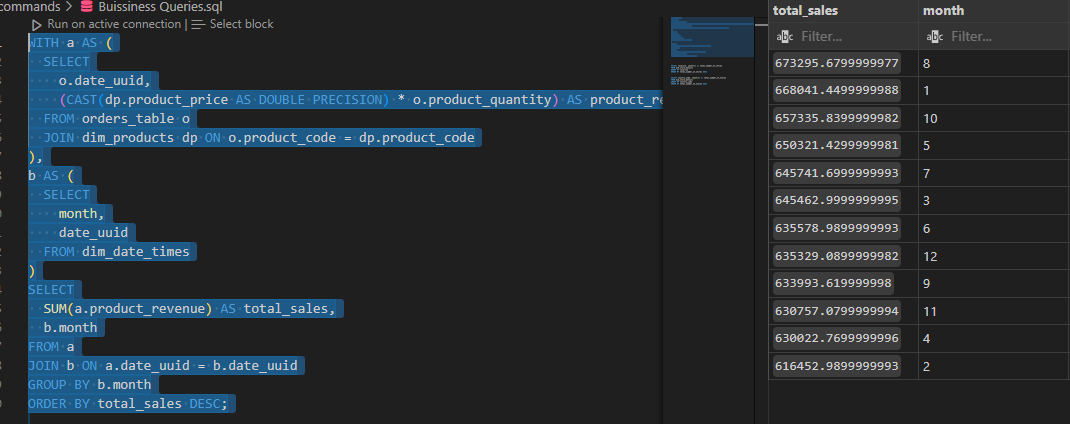 commands > Buissiness Queries.sql
Run on active connection | Select block
WITH a AS (
SELECT
o.date_uuid,
(CAST(dp.product_price AS DOUBLE PRECISION) * o.product_quantity) AS product_re
FROM orders_table o
JOIN dim_products dp ON o.product_code = dp.product_code
),
b AS (
SELECT
month,
date_uuid
FROM dim_date_times
)
SELECT
SUM(a.product_revenue) AS total_sales,
b.month
FROM a
JOIN b ON a.date_uuid = b.date_uuid
GROUP BY b.month
ORDER BY total_sales DESC;
total_sales month
abc Filter... abc Filter...
673295.6799999977 8
668041.4499999988 1
657335.8399999982 10
650321.4299999981 5
645741.6999999993 7
645462.9999999995 3
635578.9899999993 6
635329.0899999982 12
633993.619999998 9
630757.0799999994 11
630022.7699999996 4
616452.9899999993 2